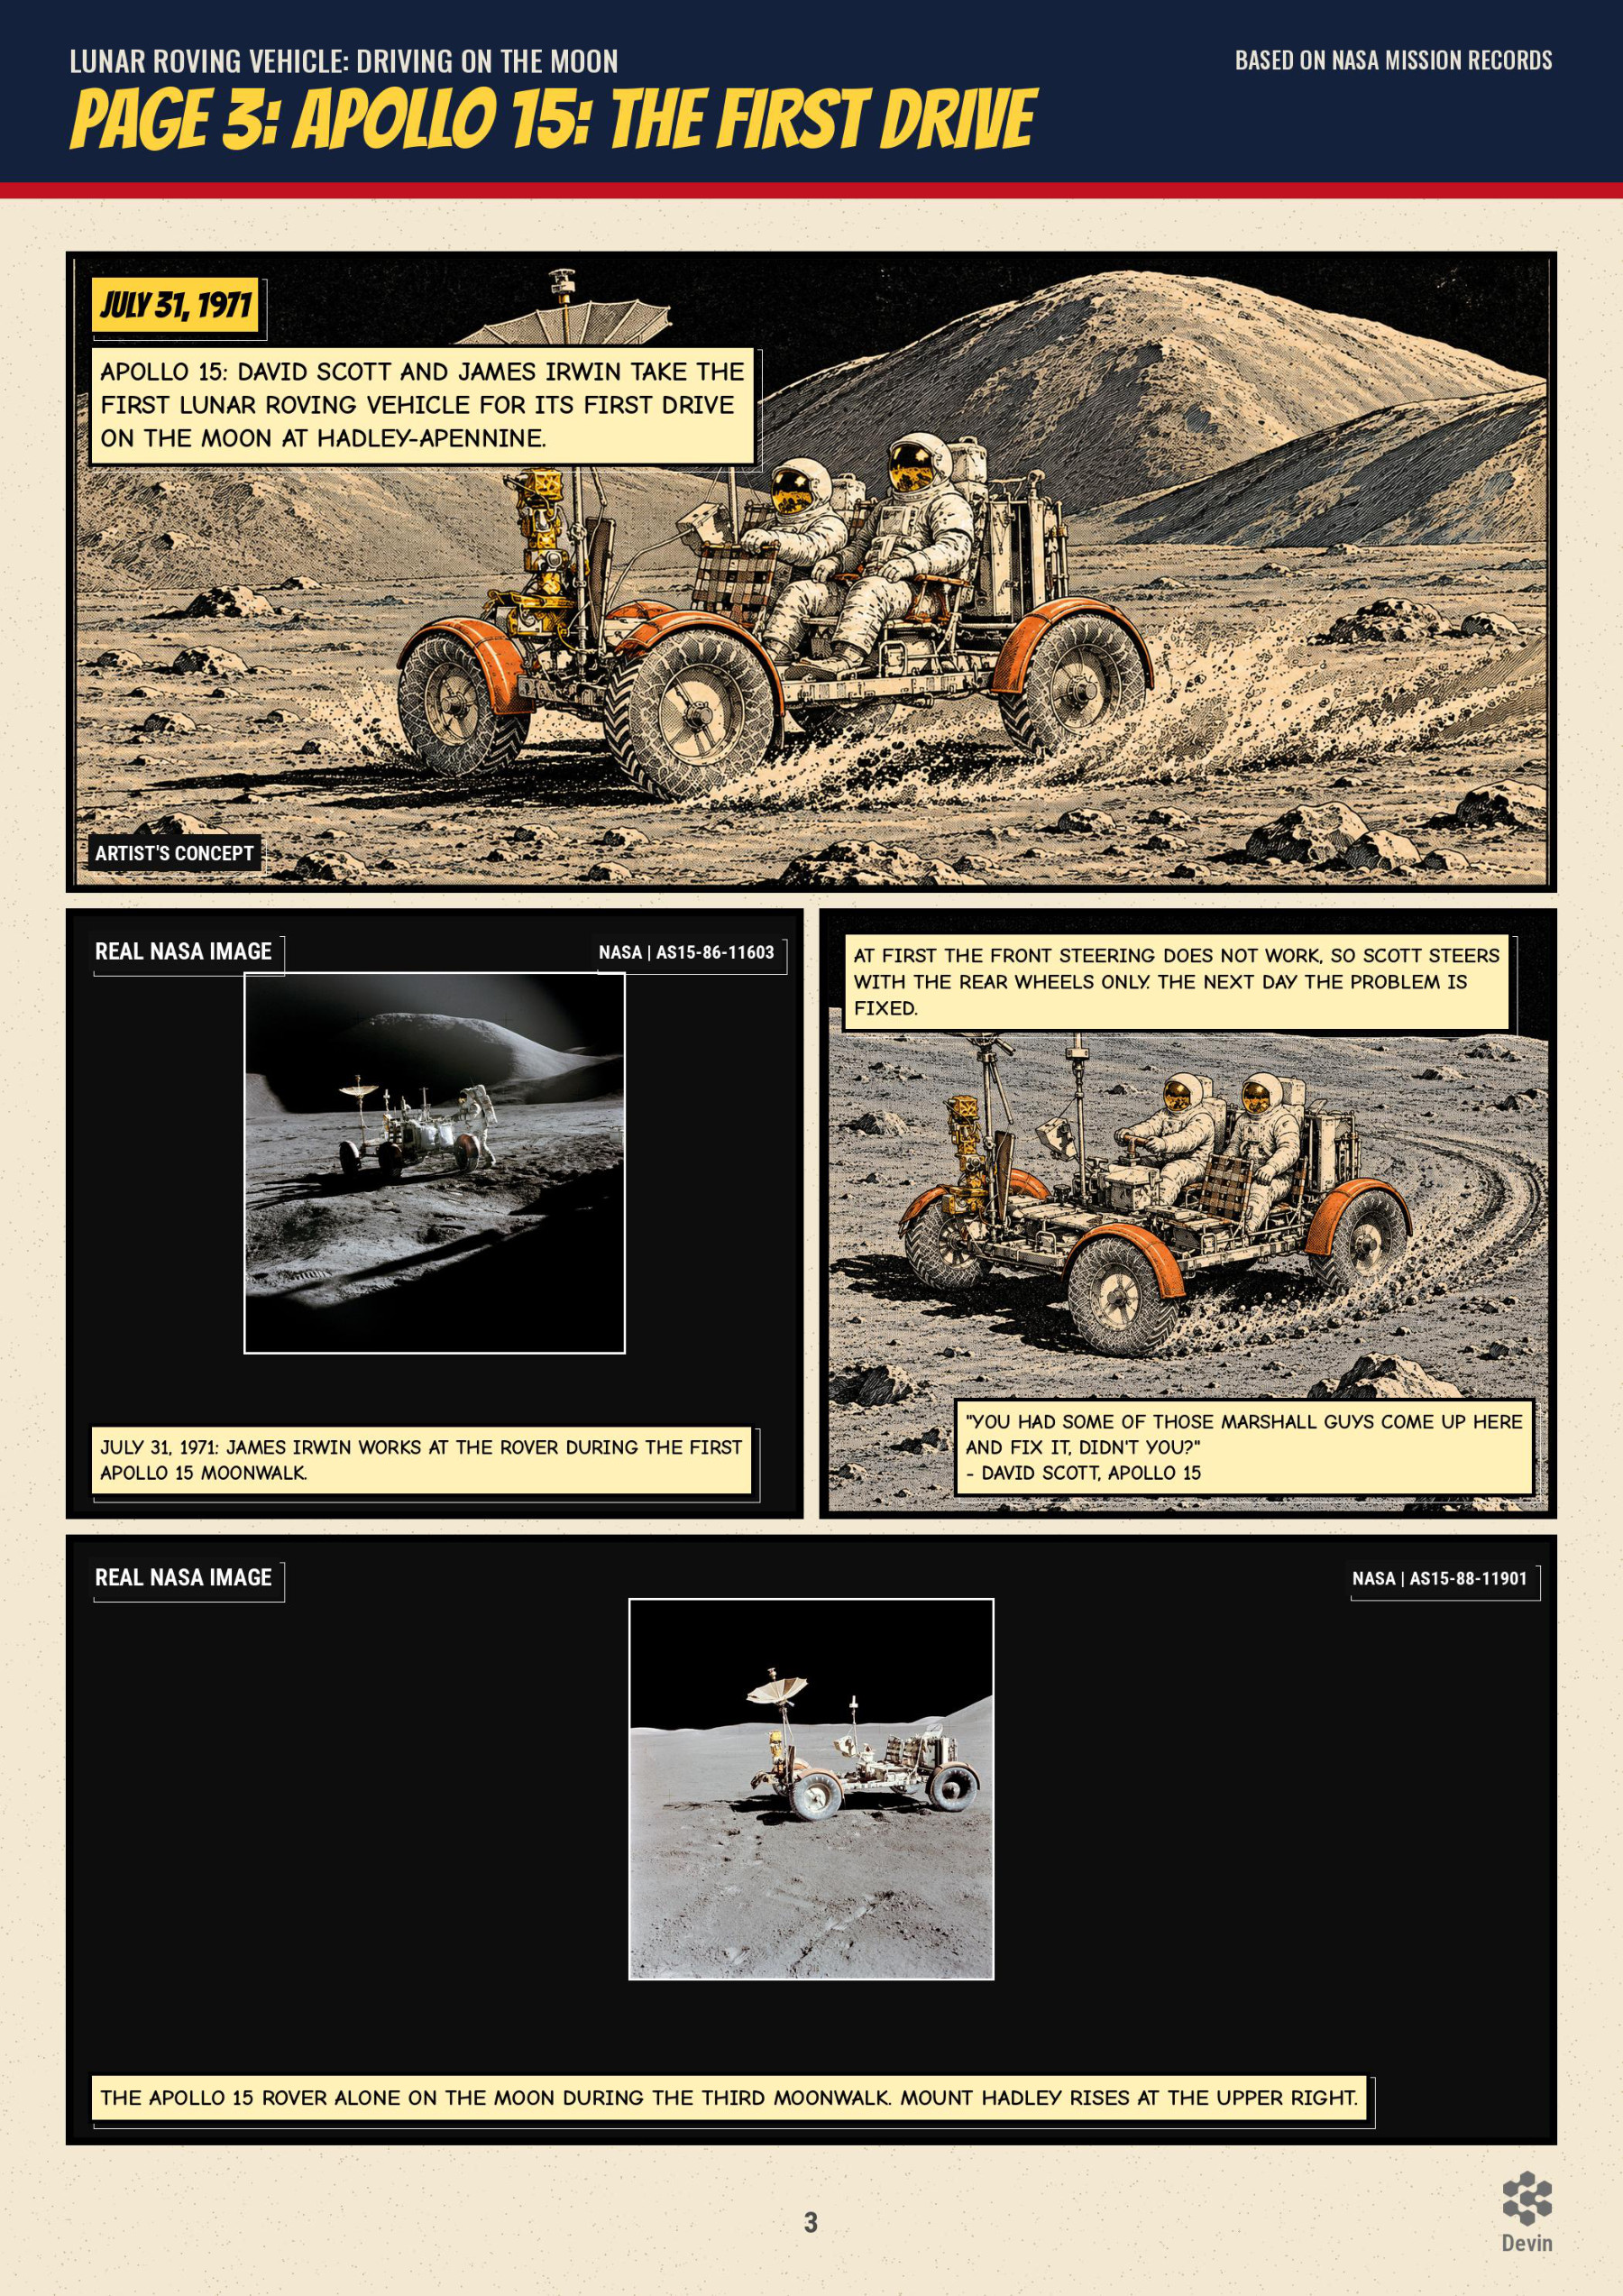 LUNAR ROVING VEHICLE: DRIVING ON THE MOON
BASED ON NASA MISSION RECORDS
PAGE 3: APOLLO 15: THE FIRST DRIVE
JULY 31, 1971
APOLLO 15: DAVID SCOTT AND JAMES IRWIN TAKE THE
FIRST LUNAR ROVING VEHICLE FOR ITS FIRST DRIVE
ON THE MOON AT HADLEY-APENNINE.
ARTIST'S CONCEPT
REAL NASA IMAGE
NASA | AS15-86-11603
JULY 31, 1971: JAMES IRWIN WORKS AT THE ROVER DURING THE FIRST
APOLLO 15 MOONWALK.
AT FIRST THE FRONT STEERING DOES NOT WORK, SO SCOTT STEERS
WITH THE REAR WHEELS ONLY. THE NEXT DAY THE PROBLEM IS
FIXED.
"YOU HAD SOME OF THOSE MARSHALL GUYS COME UP HERE
AND FIX IT, DIDN'T YOU?"
- DAVID SCOTT, APOLLO 15
REAL NASA IMAGE
NASA | AS15-88-11901
THE APOLLO 15 ROVER ALONE ON THE MOON DURING THE THIRD MOONWALK. MOUNT HADLEY RISES AT THE UPPER RIGHT.
3
Devin